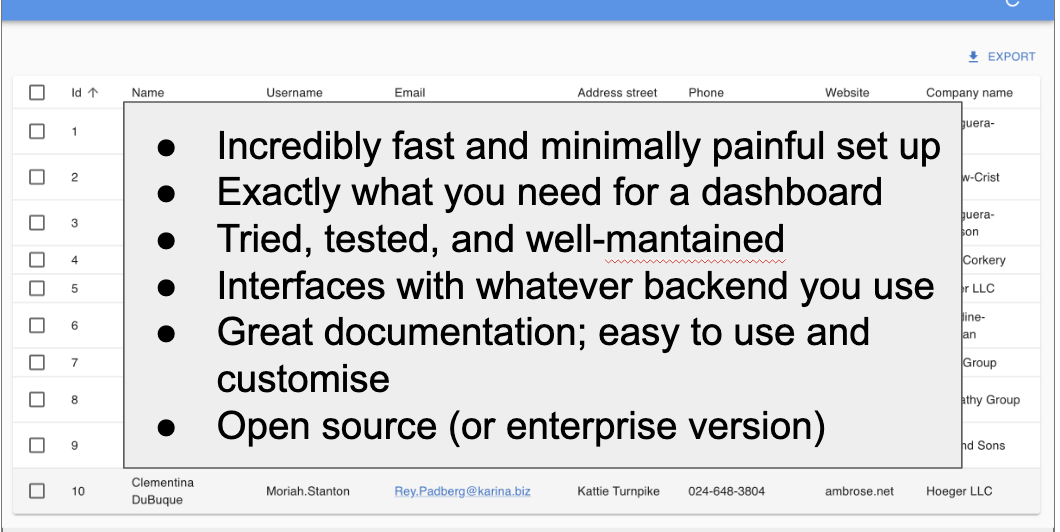 EXPORT
Id Name Username Email Address street Phone Website Company name
1
2
3
4
5
6
7
8
9
guera-
w-Crist
guera-
son
Corkery
r LLC
line-
an
Group
athy Group
nd Sons
● Incredibly fast and minimally painful set up
● Exactly what you need for a dashboard
● Tried, tested, and well-mantained
● Interfaces with whatever backend you use
● Great documentation; easy to use and
customise
● Open source (or enterprise version)
10 Clementina
DuBuque Moriah.Stanton Rey.Padberg@karina.biz Kattie Turnpike 024-648-3804 ambrose.net Hoeger LLC